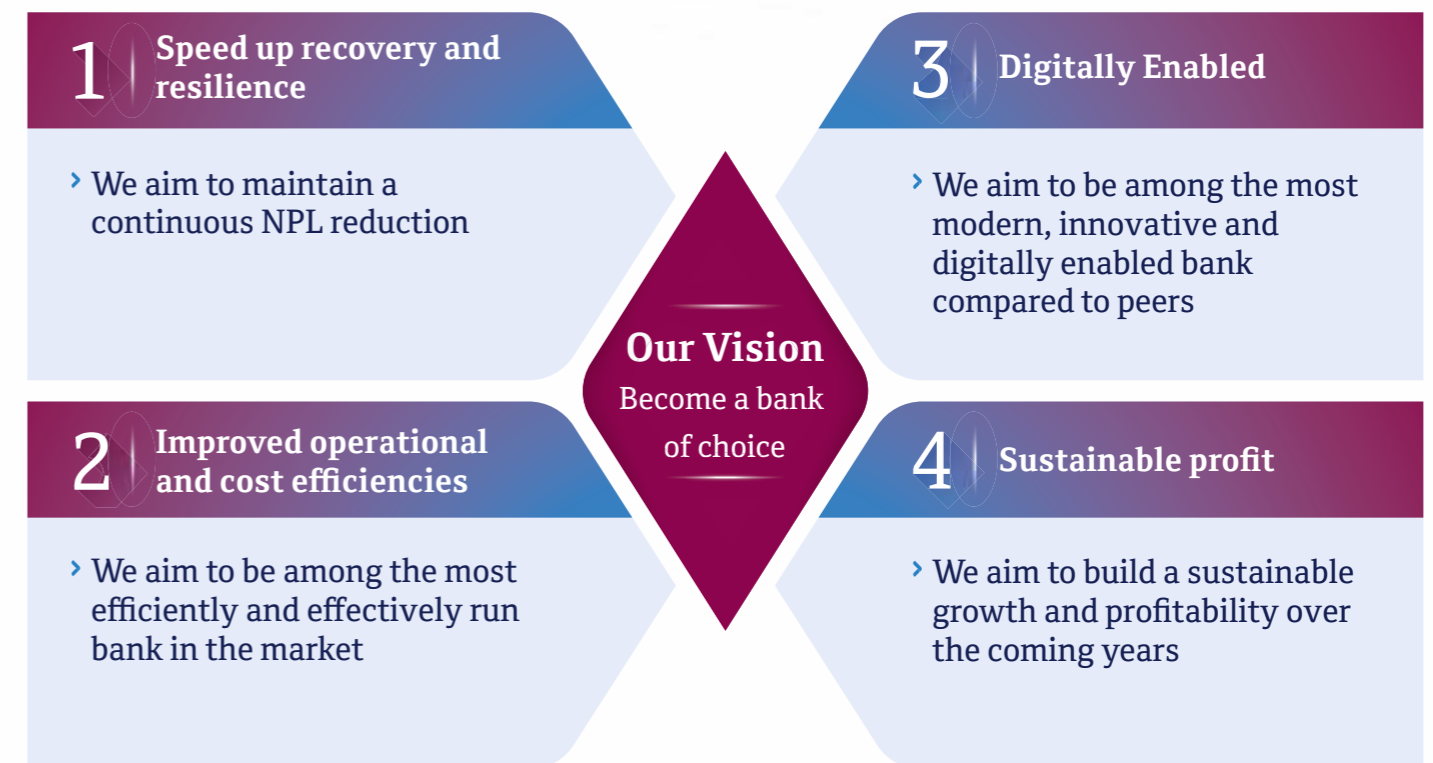 1
Speed up recovery and
resilience
› We aim to maintain a
continuous NPL reduction
2
Improved operational
and cost efficiencies
› We aim to be among the most
efficiently and effectively run
bank in the market
Our Vision
Become a bank
of choice
3
Digitally Enabled
› We aim to be among the most
modern, innovative and
digitally enabled bank
compared to peers
4
Sustainable profit
› We aim to build a sustainable
growth and profitability over
the coming years